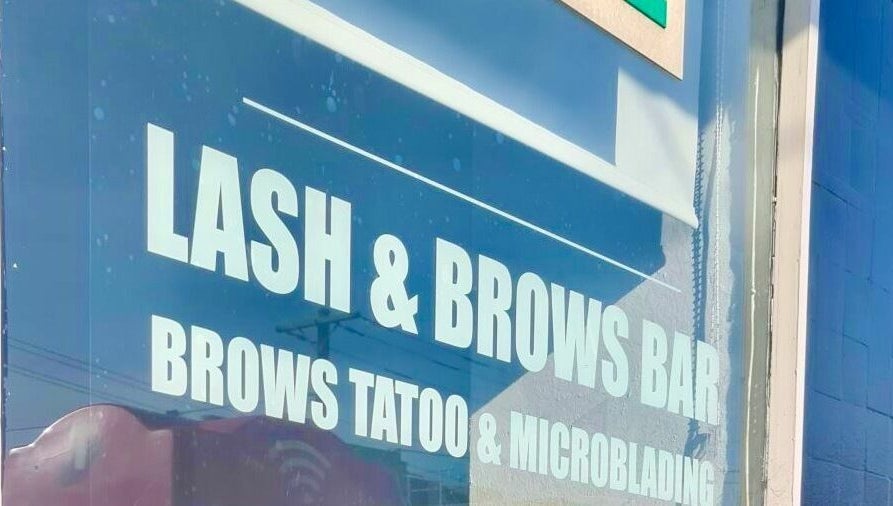 LASH & BROWS BAR
BROWS TATOO & MICROBLADING